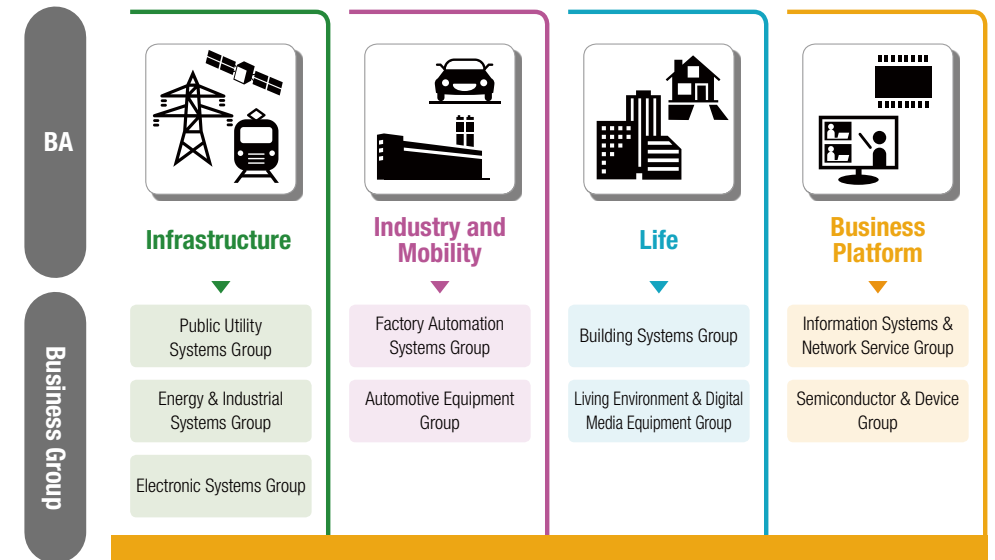 BA
Infrastructure
Industry and
Mobility
Life
Business
Platform
Business Group
Public Utility
Systems Group
Energy & Industrial
Systems Group
Electronic Systems Group
Factory Automation
Systems Group
Automotive Equipment
Group
Building Systems Group
Living Environment & Digital
Media Equipment Group
Information Systems &
Network Service Group
Semiconductor & Device
Group